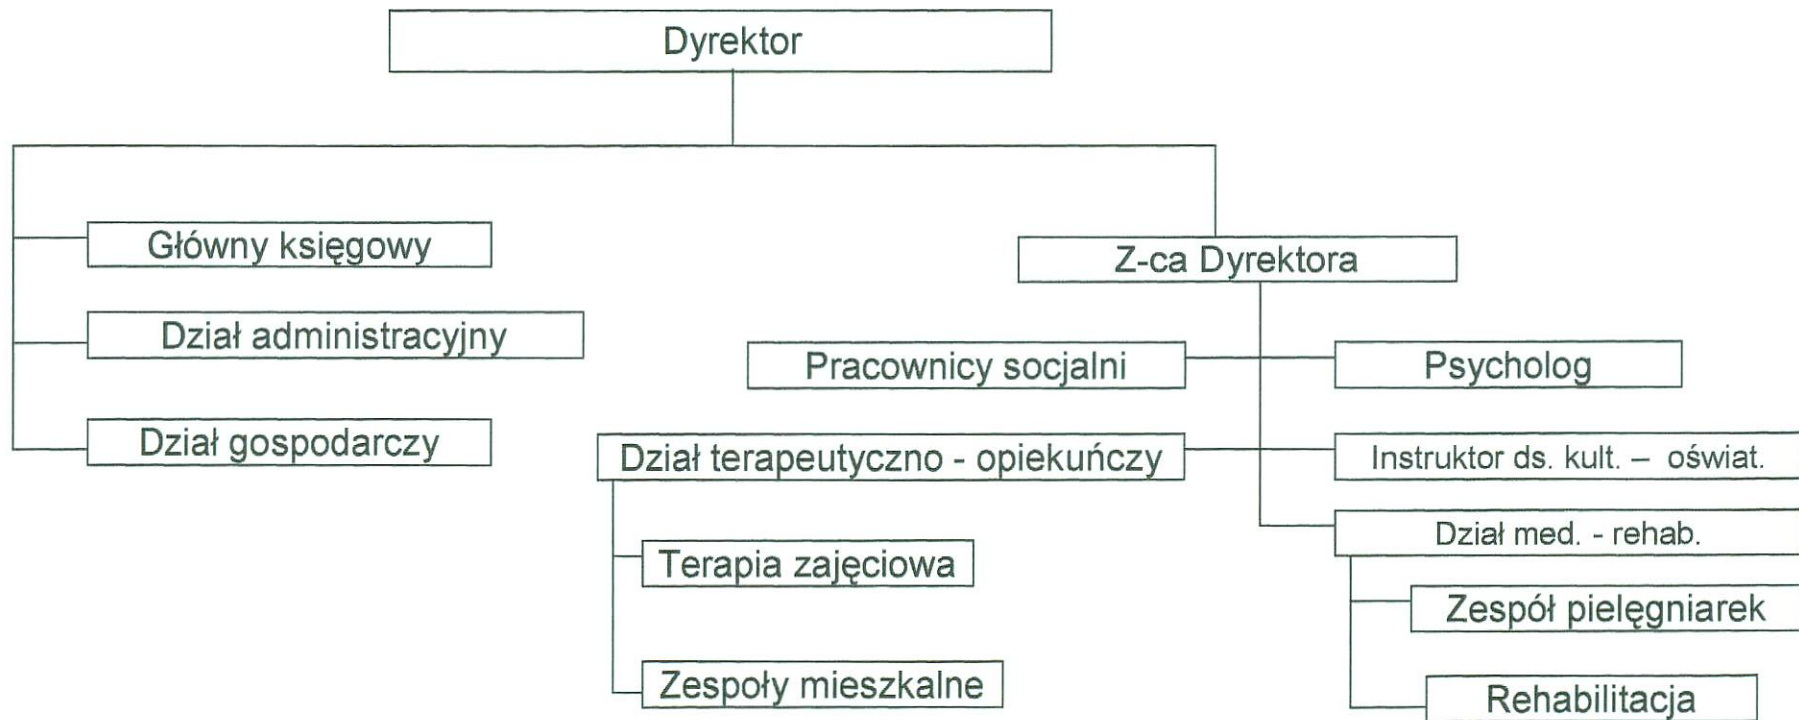 Dyrektor
Główny księgowy
Z-ca Dyrektora
Dział administracyjny
Pracownicy socjalni
Psycholog
Dział gospodarczy
Dział terapeutyczno - opiekuńczy
Instruktor ds. kult. – oświat.
Dział med. - rehab.
Terapia zajęciowa
Zespół pielęgniarek
Zespoły mieszkalne
Rehabilitacja